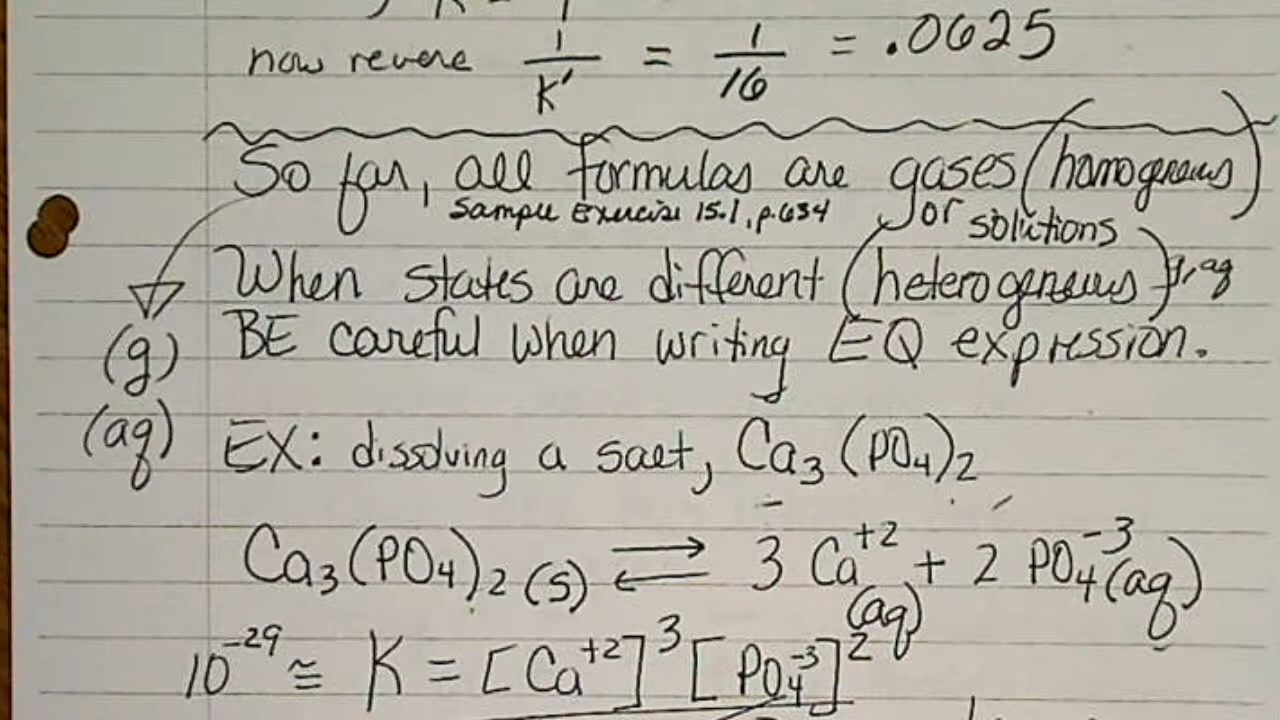 now revere 1/K' = 1/16 = .0625
So far, all formulas are gases (homogeneous)
Sample Exercise 15.1, p.634 or solutions
When states are different (heterogeneous) g, aq
(g) BE careful when writing EQ expression.
(aq) EX: dissolving a salt, Ca₃(PO₄)₂
Ca₃(PO₄)₂ (s) ⇌ 3 Ca⁺² (aq) + 2 PO₄⁻³ (aq)
10⁻²⁹ ≅ K = [Ca⁺²]³ [PO₄⁻³]²